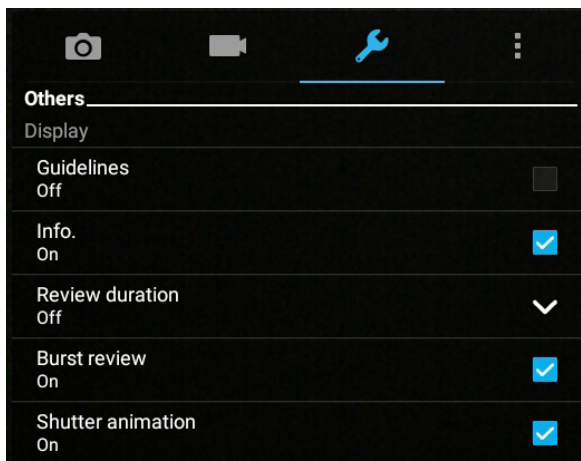 Others
Display
Guidelines
Off
Info.
On
Review duration
Off
Burst review
On
Shutter animation
On